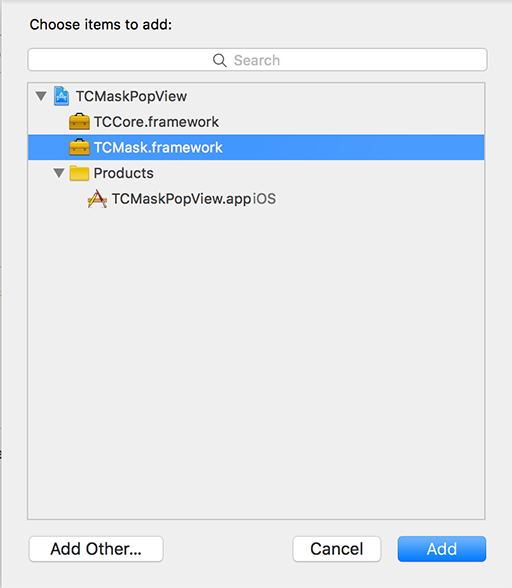 Choose items to add:
Search
TCMaskPopView
TCCore.framework
TCMask.framework
Products
TCMaskPopView.app iOS
Add Other...
Cancel
Add